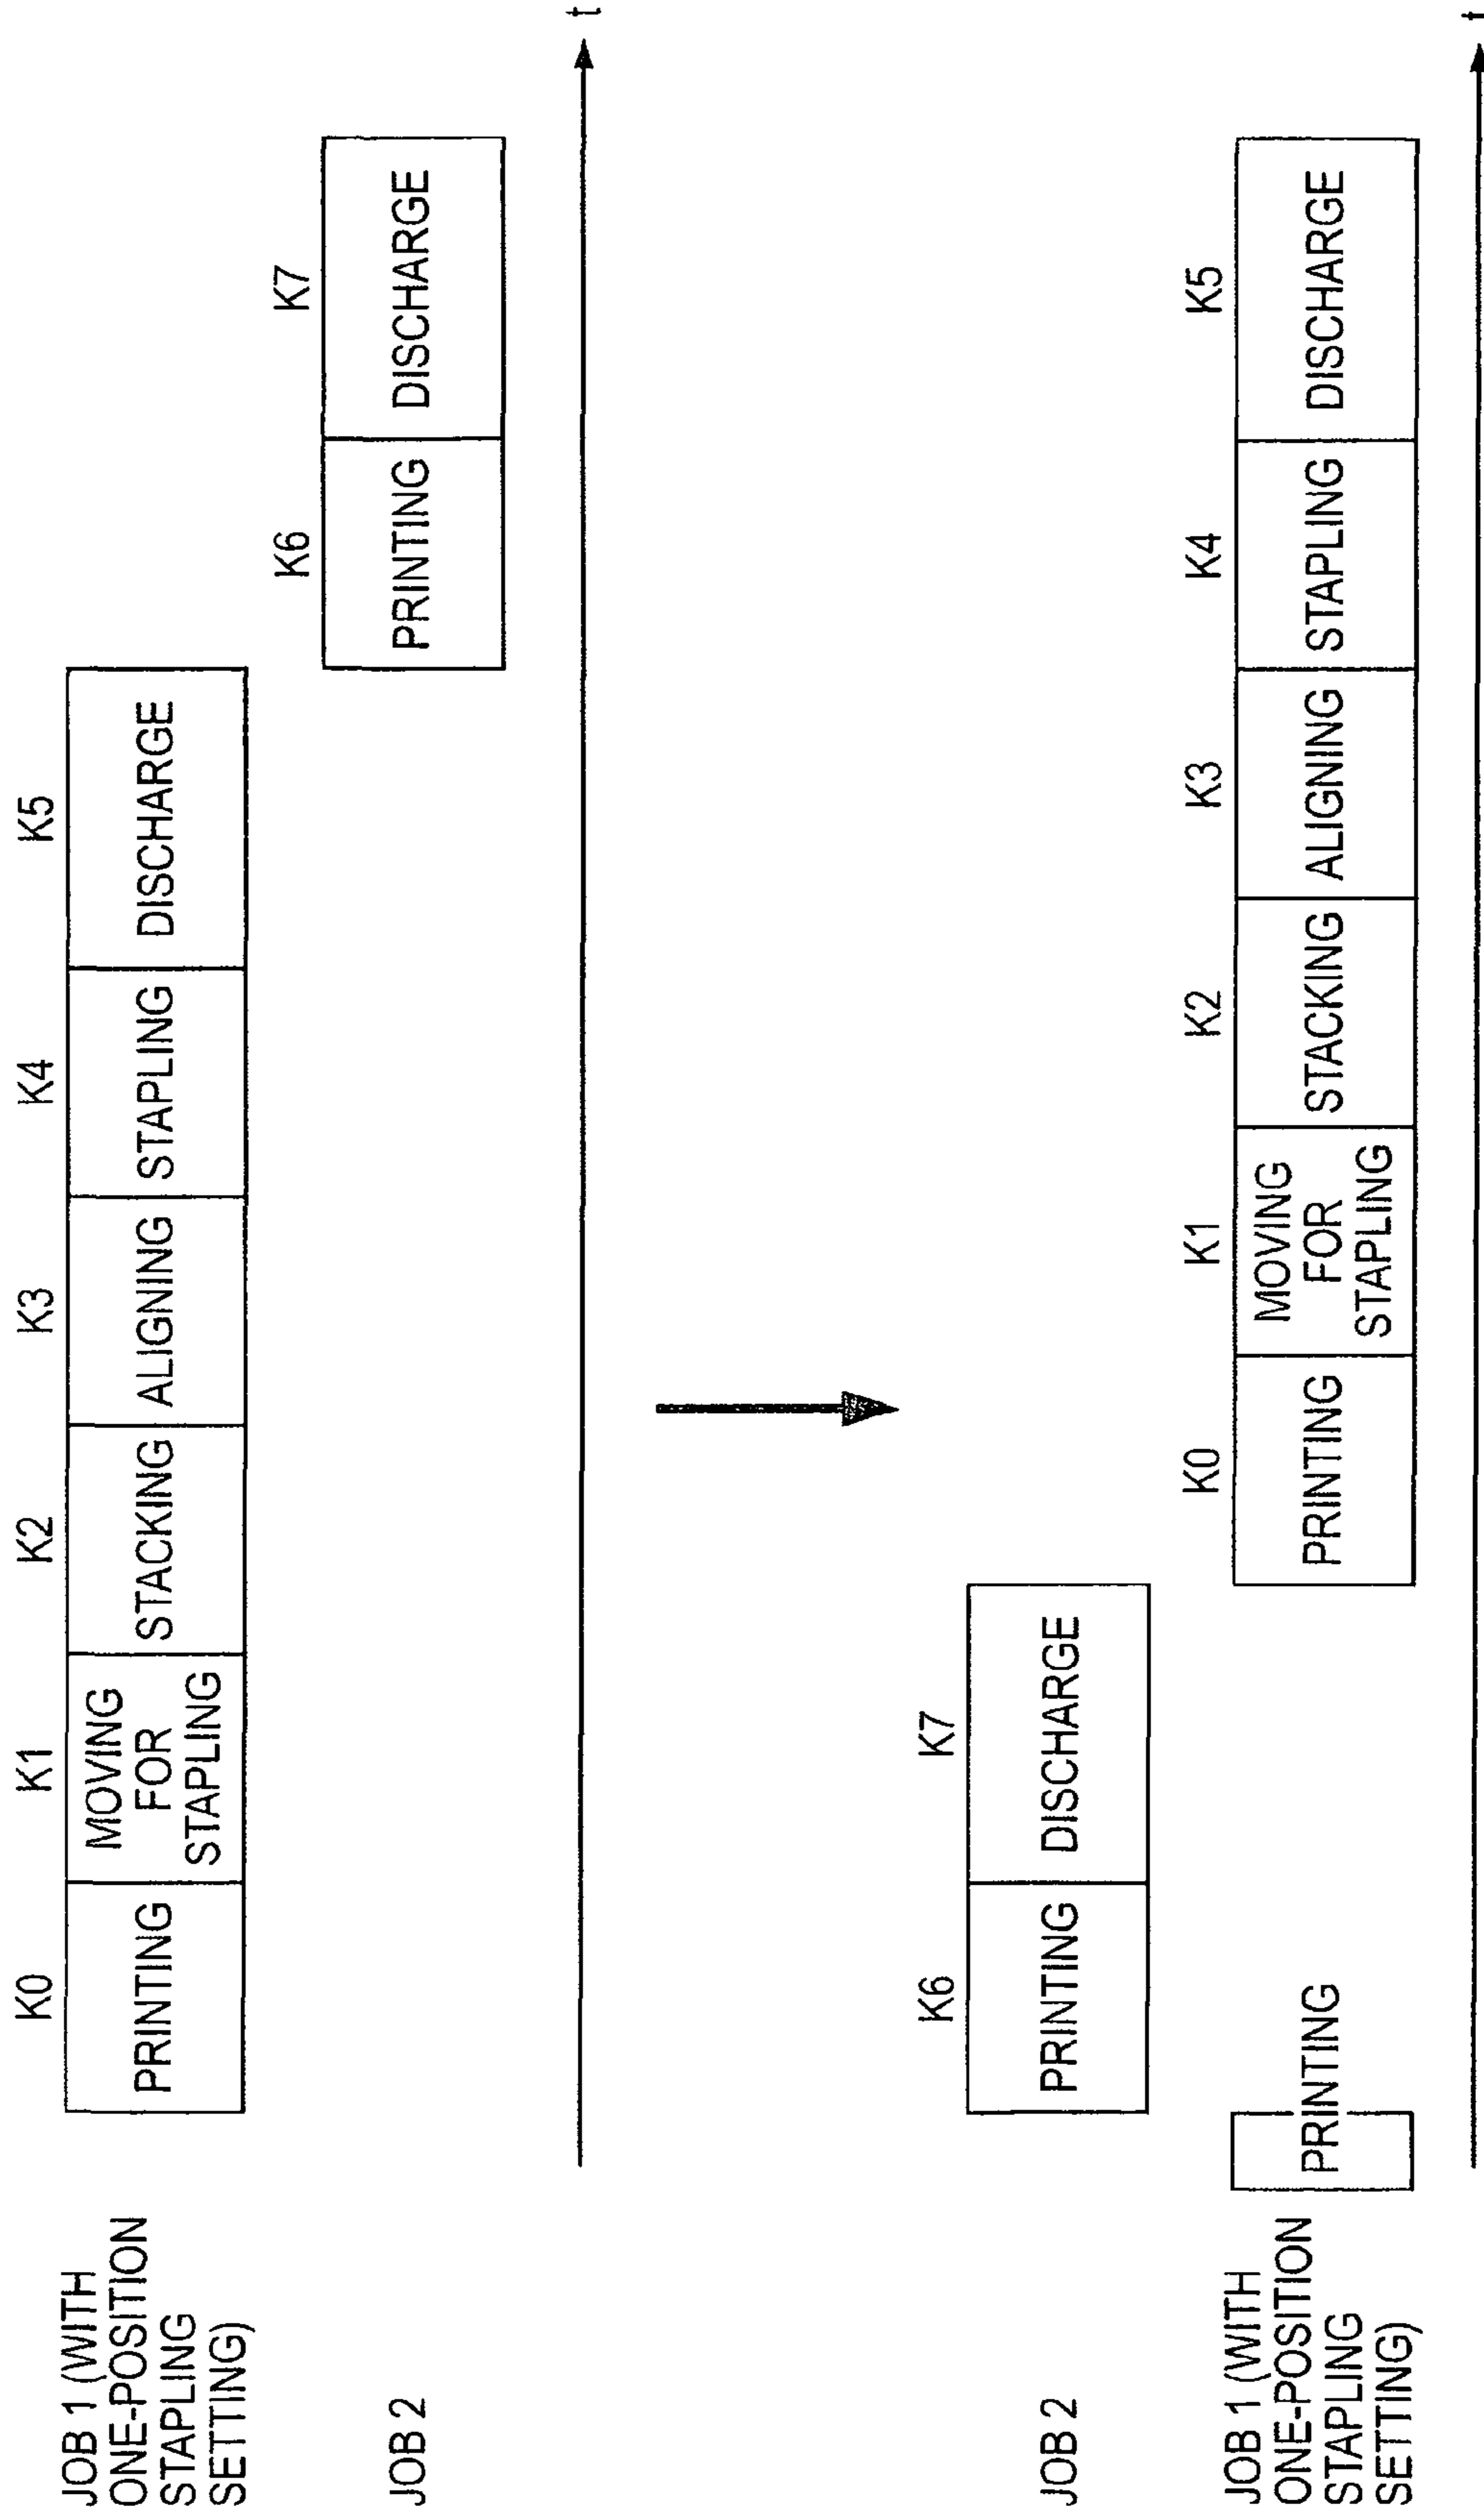 K0 K1 K2 K3 K4 K5
JOB 1 (WITH
ONE-POSITION
STAPLING
SETTING)
PRINTING
MOVING
FOR
STAPLING
STACKING
ALIGNING
STAPLING
DISCHARGE
K6 K7
JOB 2
PRINTING
DISCHARGE
t
K6 K7
JOB 2
PRINTING
DISCHARGE
K0 K1 K2 K3 K4 K5
JOB 1 (WITH
ONE-POSITION
STAPLING
SETTING)
PRINTING
PRINTING
MOVING
FOR
STAPLING
STACKING
ALIGNING
STAPLING
DISCHARGE
t